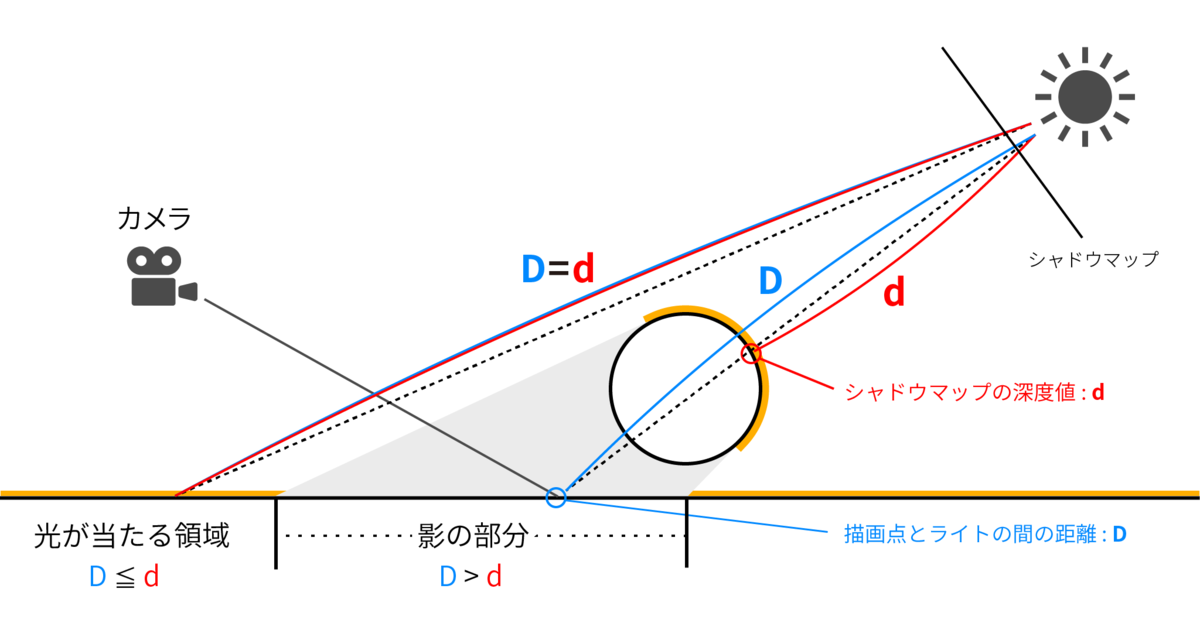 カメラ
シャドウマップ
D=d
D
d
シャドウマップの深度値 : d
光が当たる領域
影の部分
描画点とライトの間の距離 : D
D ≦ d
D > d